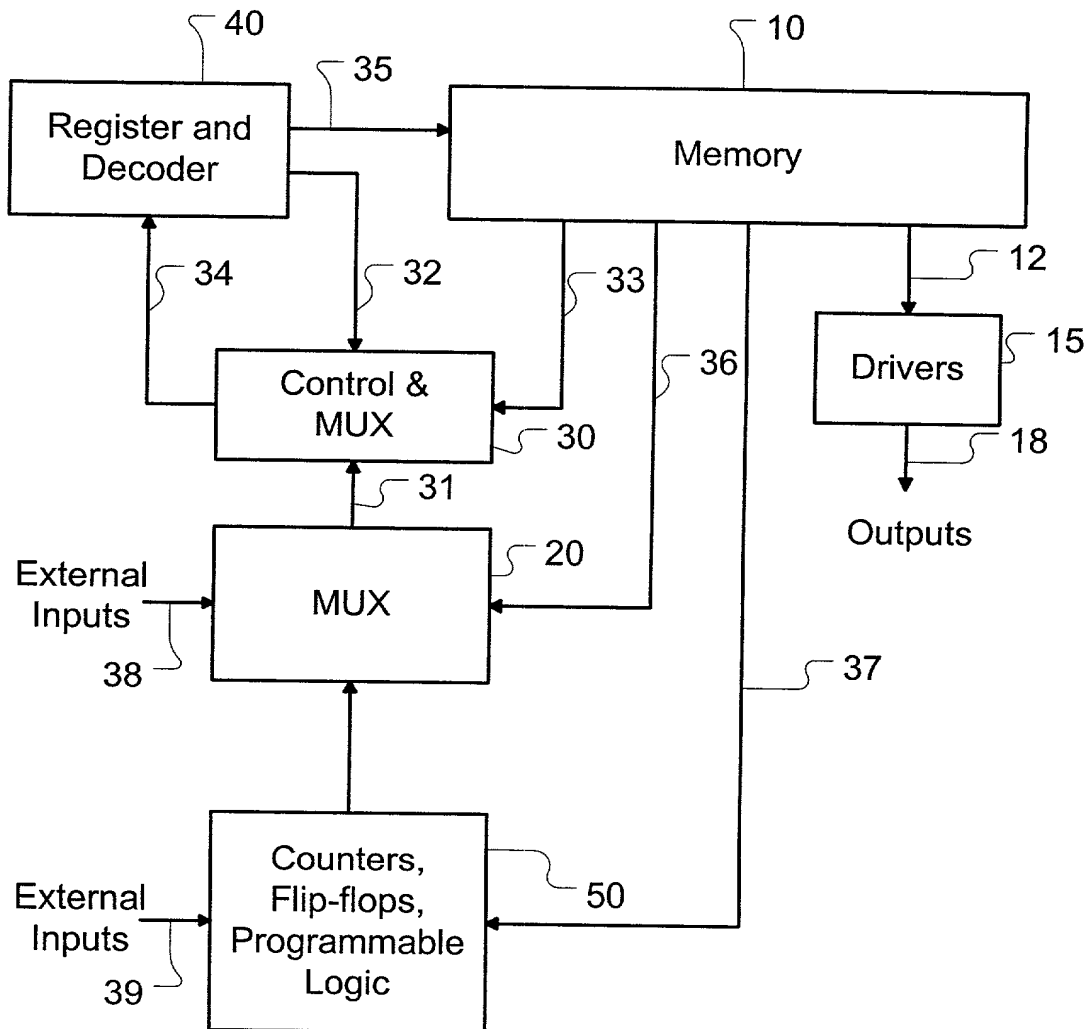 40
10
35
Register and
Decoder
Memory
34
32
33
12
15
Drivers
36
Control &
MUX
30
18
31
Outputs
20
External
Inputs
MUX
38
37
Counters,
Flip-flops,
Programmable
Logic
50
External
Inputs
39